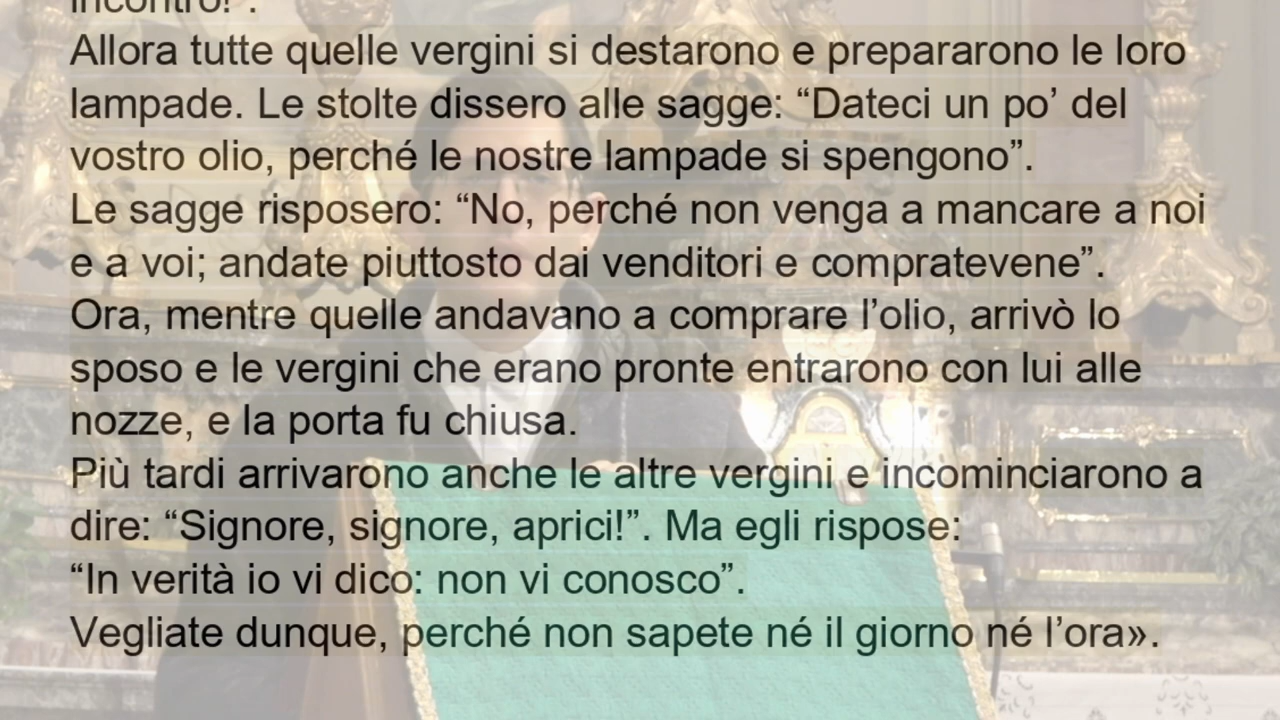 incontro!”.
Allora tutte quelle vergini si destarono e prepararono le loro
lampade. Le stolte dissero alle sagge: “Dateci un po’ del
vostro olio, perché le nostre lampade si spengono”.
Le sagge risposero: “No, perché non venga a mancare a noi
e a voi; andate piuttosto dai venditori e compratevene”.
Ora, mentre quelle andavano a comprare l’olio, arrivò lo
sposo e le vergini che erano pronte entrarono con lui alle
nozze, e la porta fu chiusa.
Più tardi arrivarono anche le altre vergini e incominciarono a
dire: “Signore, signore, aprici!”. Ma egli rispose:
“In verità io vi dico: non vi conosco”.
Vegliate dunque, perché non sapete né il giorno né l’ora».